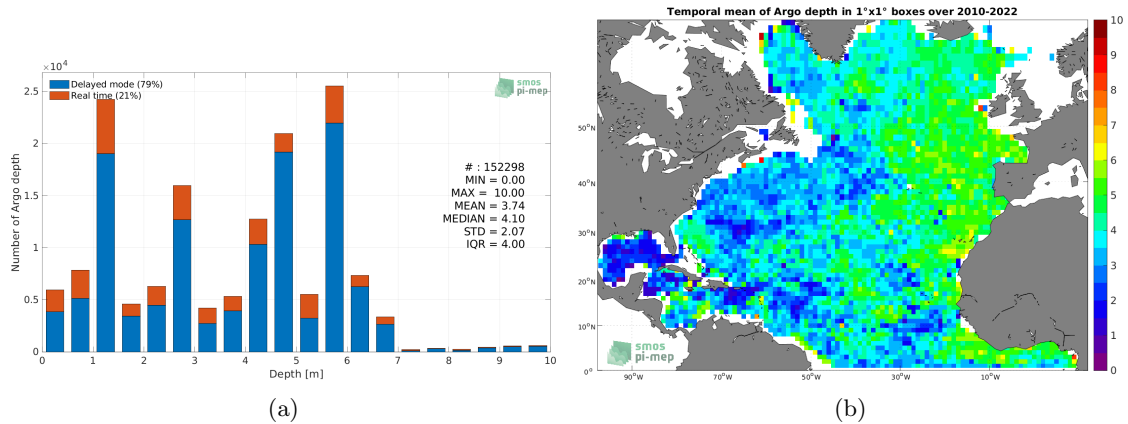 ×10⁴
Delayed mode (79%)
Real time (21%)
smos
pi-mep
# : 152298
MIN = 0.00
MAX = 10.00
MEAN = 3.74
MEDIAN = 4.10
STD = 2.07
IQR = 4.00
Number of Argo depth
2.5
2
1.5
1
0.5
0
0 1 2 3 4 5 6 7 8 9 10
Depth [m]
(a)
Temporal mean of Argo depth in 1°x1° boxes over 2010-2022
50°N
40°N
30°N
20°N
10°N
0°
90°W 70°W 50°W 30°W 10°W
smos
pi-mep
10
9
8
7
6
5
4
3
2
1
0
(b)